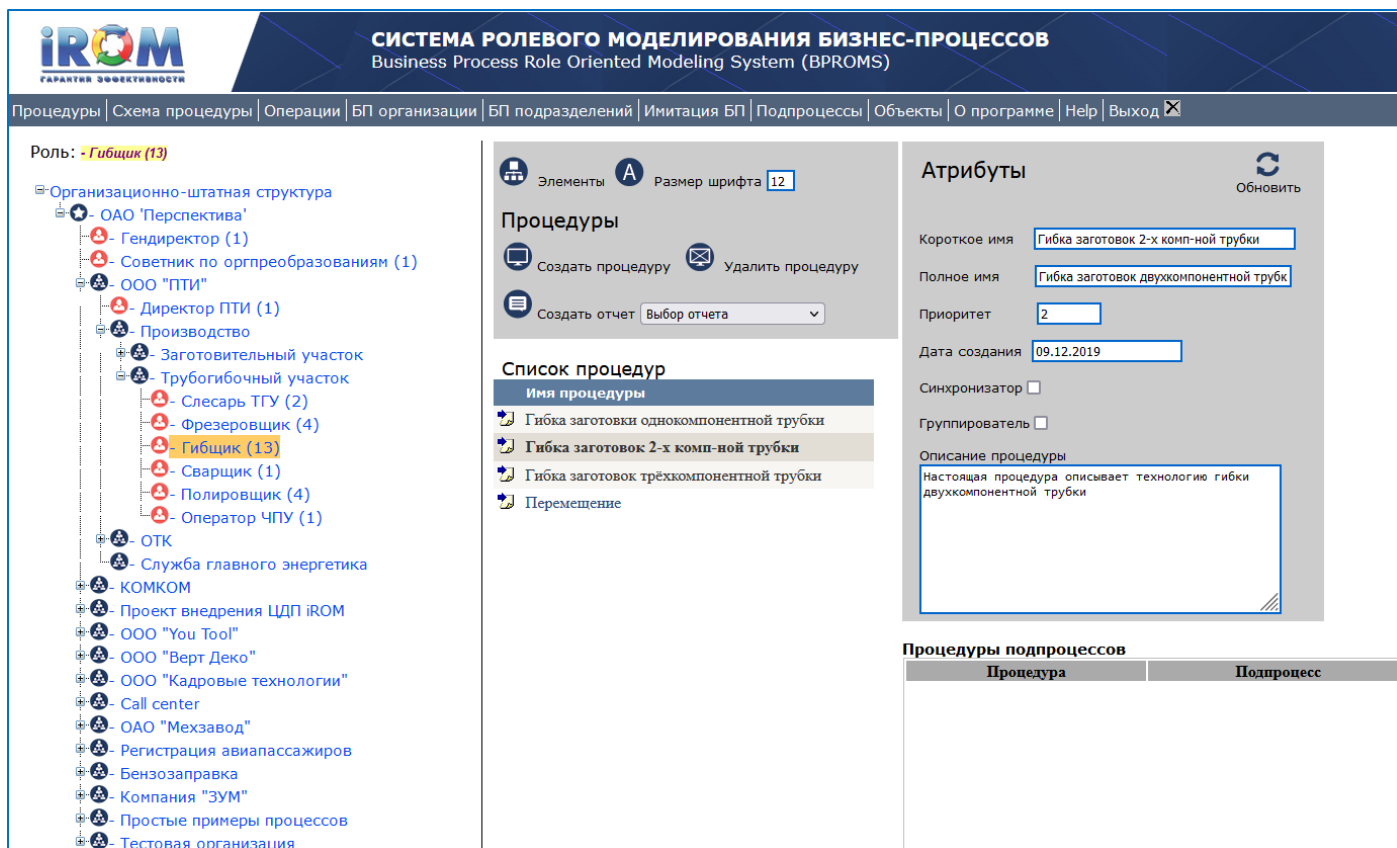 iROM
ГАРАНТИЯ ЭФФЕКТИВНОСТИ
СИСТЕМА РОЛЕВОГО МОДЕЛИРОВАНИЯ БИЗНЕС-ПРОЦЕССОВ
Business Process Role Oriented Modeling System (BPROMS)
Процедуры | Схема процедуры | Операции | БП организации | БП подразделений | Имитация БП | Подпроцессы | Объекты | О программе | Help | Выход
Роль: - Гибщик (13)
Организационно-штатная структура
- ОАО 'Перспектива'
- Гендиректор (1)
- Советник по оргпреобразованиям (1)
- ООО "ПТИ"
- Директор ПТИ (1)
- Производство
- Заготовительный участок
- Трубогибочный участок
- Слесарь ТГУ (2)
- Фрезеровщик (4)
- Гибщик (13)
- Сварщик (1)
- Полировщик (4)
- Оператор ЧПУ (1)
- ОТК
- Служба главного энергетика
- КОМКОМ
- Проект внедрения ЦДП iROM
- ООО "You Tool"
- ООО "Верт Деко"
- ООО "Кадровые технологии"
- Call center
- ОАО "Мехзавод"
- Регистрация авиапассажиров
- Бензозаправка
- Компания "ЗУМ"
- Простые примеры процессов
- Тестовая организация
Элементы A Размер шрифта 12
Процедуры
Создать процедуру Удалить процедуру
Создать отчет Выбор отчета
Список процедур
Имя процедуры
Гибка заготовки однокомпонентной трубки
Гибка заготовок 2-х комп-ной трубки
Гибка заготовок трёхкомпонентной трубки
Перемещение
Атрибуты
Обновить
Короткое имя Гибка заготовок 2-х комп-ной трубки
Полное имя Гибка заготовок двухкомпонентной трубк
Приоритет 2
Дата создания 09.12.2019
Синхронизатор
Группирователь
Описание процедуры
Настоящая процедура описывает технологию гибки
двухкомпонентной трубки
Процедуры подпроцессов
Процедура Подпроцесс